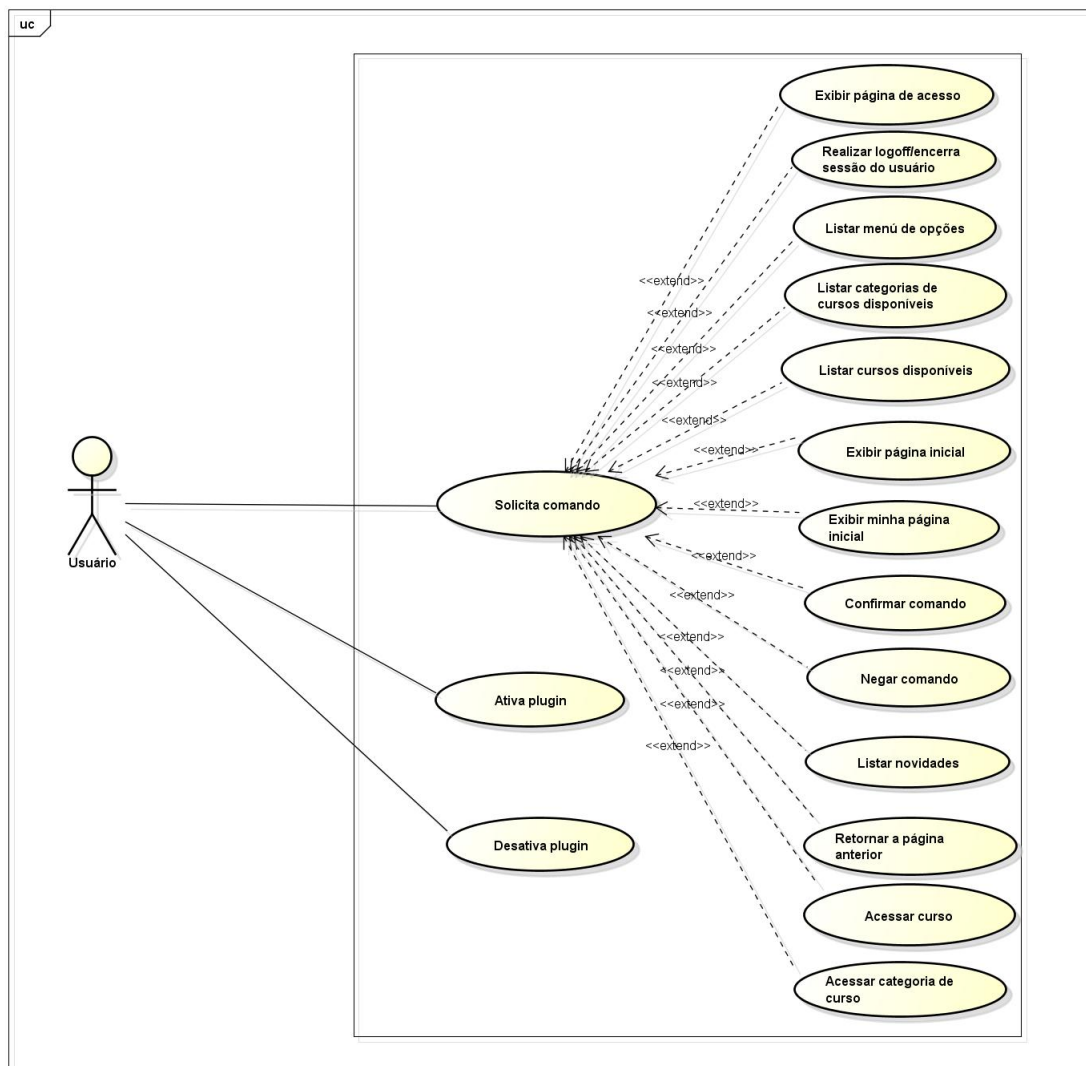 uc
Exibir página de acesso
Realizar logoff/encerra
sessão do usuário
Listar menú de opções
<<extend>>
Listar categorias de
cursos disponíveis
<<extend>>
<<extend>>
Listar cursos disponíveis
<<extend>>
<<extend>>
Exibir página inicial
<<extend>>
Solicita comando
<<extend>>
Exibir minha página
inicial
Usuário
<<extend>>
<<extend>>
Confirmar comando
<<extend>>
<<extend>>
Negar comando
Ativa plugin
<<extend>>
<<extend>>
Listar novidades
Desativa plugin
Retornar a página
anterior
Acessar curso
Acessar categoria de
curso